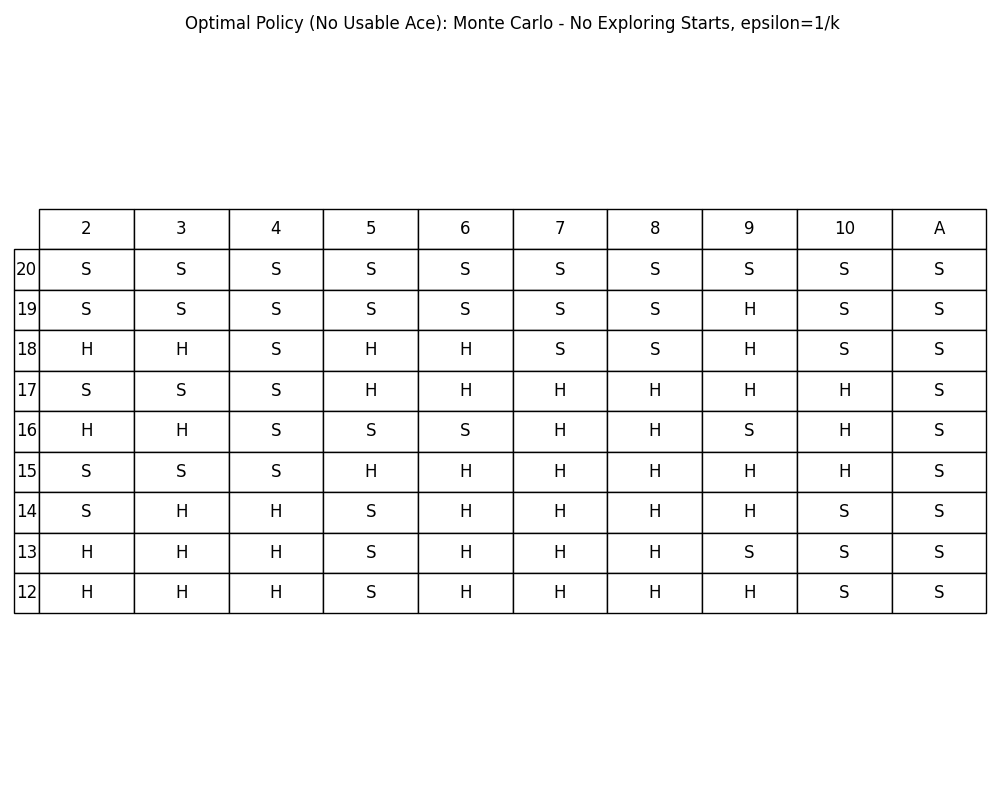 Optimal Policy (No Usable Ace): Monte Carlo - No Exploring Starts, epsilon=1/k
2 3 4 5 6 7 8 9 10 A
20 S S S S S S S S S S
19 S S S S S S S H S S
18 H H S H H S S H S S
17 S S S H H H H H H S
16 H H S S S H H S H S
15 S S S H H H H H H S
14 S H H S H H H H S S
13 H H H S H H H S S S
12 H H H S H H H H S S